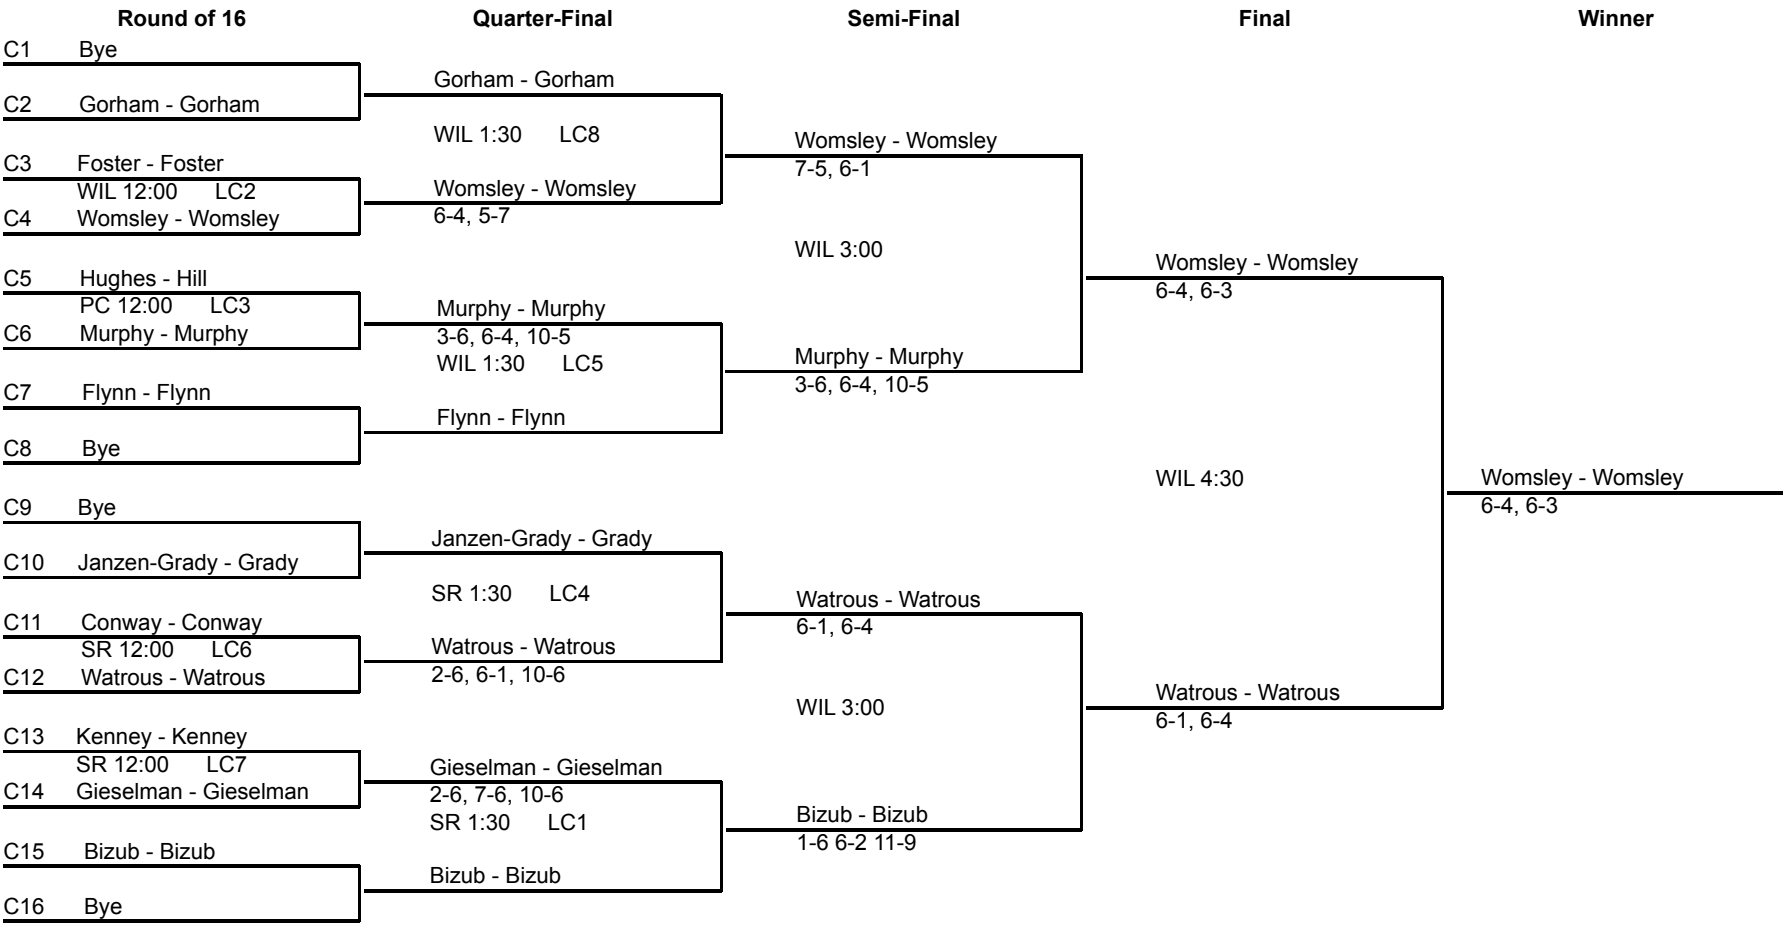 Round of 16 Quarter-Final Semi-Final Final Winner
C1 Bye
C2 Gorham - Gorham
C3 Foster - Foster
WIL 12:00 LC2
C4 Womsley - Womsley
C5 Hughes - Hill
PC 12:00 LC3
C6 Murphy - Murphy
C7 Flynn - Flynn
C8 Bye
C9 Bye
C10 Janzen-Grady - Grady
C11 Conway - Conway
SR 12:00 LC6
C12 Watrous - Watrous
C13 Kenney - Kenney
SR 12:00 LC7
C14 Gieselman - Gieselman
C15 Bizub - Bizub
C16 Bye
Gorham - Gorham
WIL 1:30 LC8
Womsley - Womsley
6-4, 5-7
Murphy - Murphy
3-6, 6-4, 10-5
WIL 1:30 LC5
Flynn - Flynn
Janzen-Grady - Grady
SR 1:30 LC4
Watrous - Watrous
2-6, 6-1, 10-6
Gieselman - Gieselman
2-6, 7-6, 10-6
SR 1:30 LC1
Bizub - Bizub
Womsley - Womsley
7-5, 6-1
WIL 3:00
Murphy - Murphy
3-6, 6-4, 10-5
Watrous - Watrous
6-1, 6-4
WIL 3:00
Bizub - Bizub
1-6 6-2 11-9
Womsley - Womsley
6-4, 6-3
WIL 4:30
Watrous - Watrous
6-1, 6-4
Womsley - Womsley
6-4, 6-3